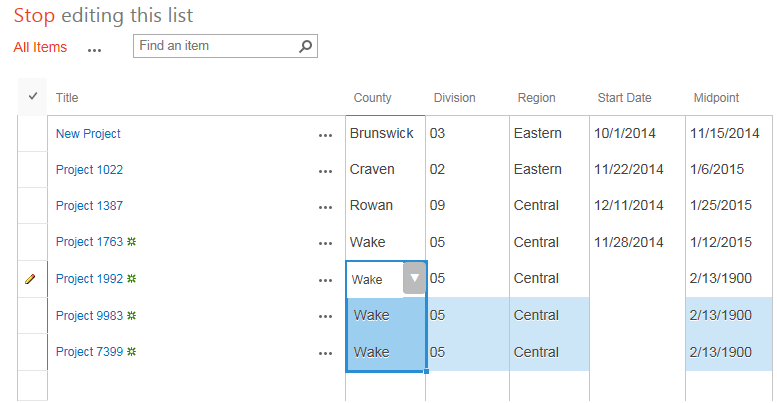 Stop editing this list
All Items ... Find an item
Title County Division Region Start Date Midpoint
New Project ... Brunswick 03 Eastern 10/1/2014 11/15/2014
Project 1022 ... Craven 02 Eastern 11/22/2014 1/6/2015
Project 1387 ... Rowan 09 Central 12/11/2014 1/25/2015
Project 1763 ... Wake 05 Central 11/28/2014 1/12/2015
Project 1992 ... Wake 05 Central 2/13/1900
Project 9983 ... Wake 05 Central 2/13/1900
Project 7399 ... Wake 05 Central 2/13/1900